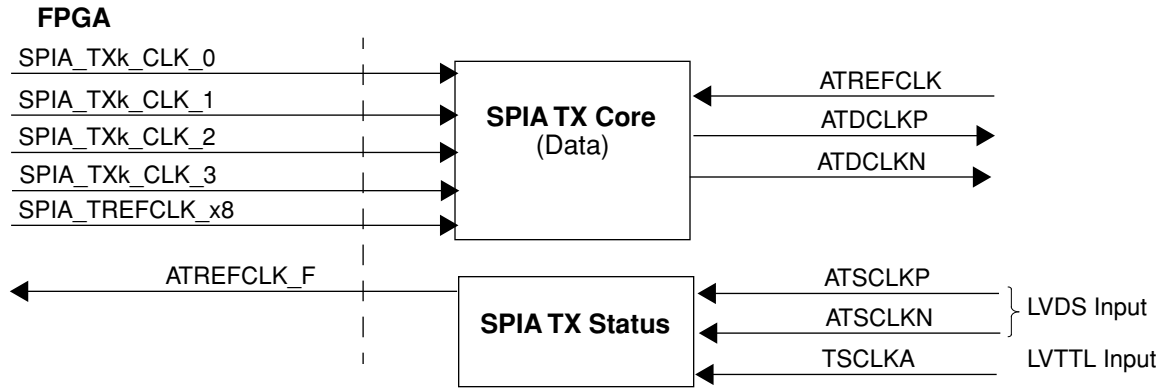 FPGA
SPIA_TXk_CLK_0
SPIA_TXk_CLK_1
SPIA_TXk_CLK_2
SPIA_TXk_CLK_3
SPIA_TREFCLK_x8
SPIA TX Core
(Data)
ATREFCLK
ATDCLKP
ATDCLKN
ATREFCLK_F
SPIA TX Status
ATSCLKP
ATSCLKN
LVDS Input
TSCLKA
LVTTL Input